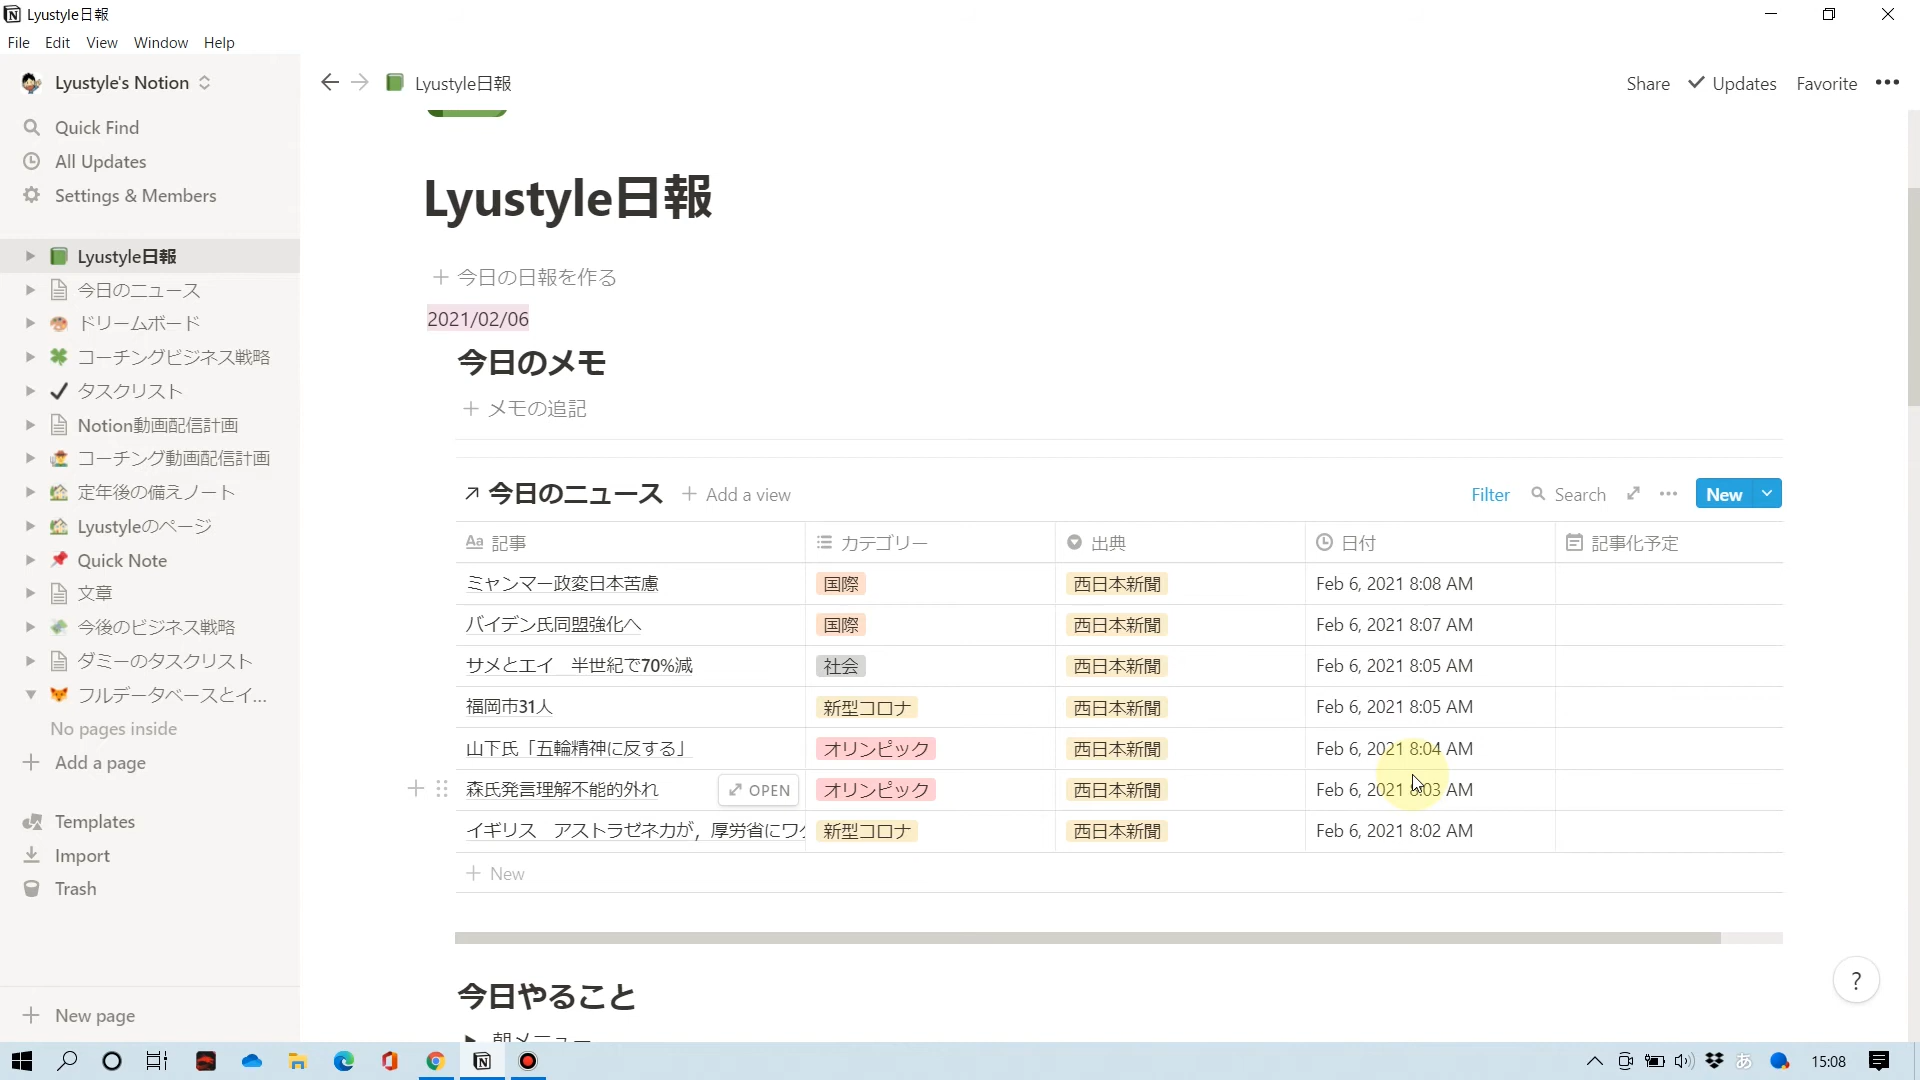 Lyustyle日報
File Edit View Window Help
Lyustyle's Notion
Quick Find
All Updates
Settings & Members
Lyustyle日報
今日のニュース
ドリームボード
コーチングビジネス戦略
タスクリスト
Notion動画配信計画
コーチング動画配信計画
定年後の備えノート
Lyustyleのページ
Quick Note
文章
今後のビジネス戦略
ダミーのタスクリスト
フルデータベースとイ...
No pages inside
Add a page
Templates
Import
Trash
New page
Lyustyle日報
Share Updates Favorite
Lyustyle日報
今日の日報を作る
2021/02/06
今日のメモ
メモの追記
今日のニュース Add a view Filter Search New
記事 カテゴリー 出典 日付 記事化予定
ミャンマー政変日本苦慮 国際 西日本新聞 Feb 6, 2021 8:08 AM
バイデン氏同盟強化へ 国際 西日本新聞 Feb 6, 2021 8:07 AM
サメとエイ　半世紀で70%減 社会 西日本新聞 Feb 6, 2021 8:05 AM
福岡市31人 新型コロナ 西日本新聞 Feb 6, 2021 8:05 AM
山下氏「五輪精神に反する」 オリンピック 西日本新聞 Feb 6, 2021 8:04 AM
森氏発言理解不能的外れ OPEN オリンピック 西日本新聞 Feb 6, 2021 8:03 AM
イギリス　アストラゼネカが，厚労省にワク 新型コロナ 西日本新聞 Feb 6, 2021 8:02 AM
New
今日やること
朝メニュー
?
あ 15:08